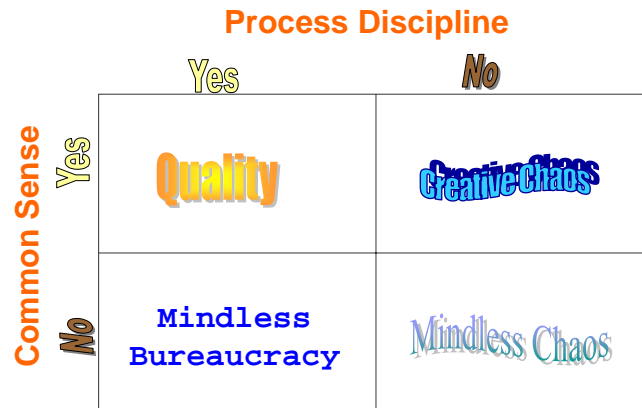 Process Discipline
Yes No
Common Sense
Yes
Quality
Creative Chaos
No
Mindless
Bureaucracy
Mindless Chaos